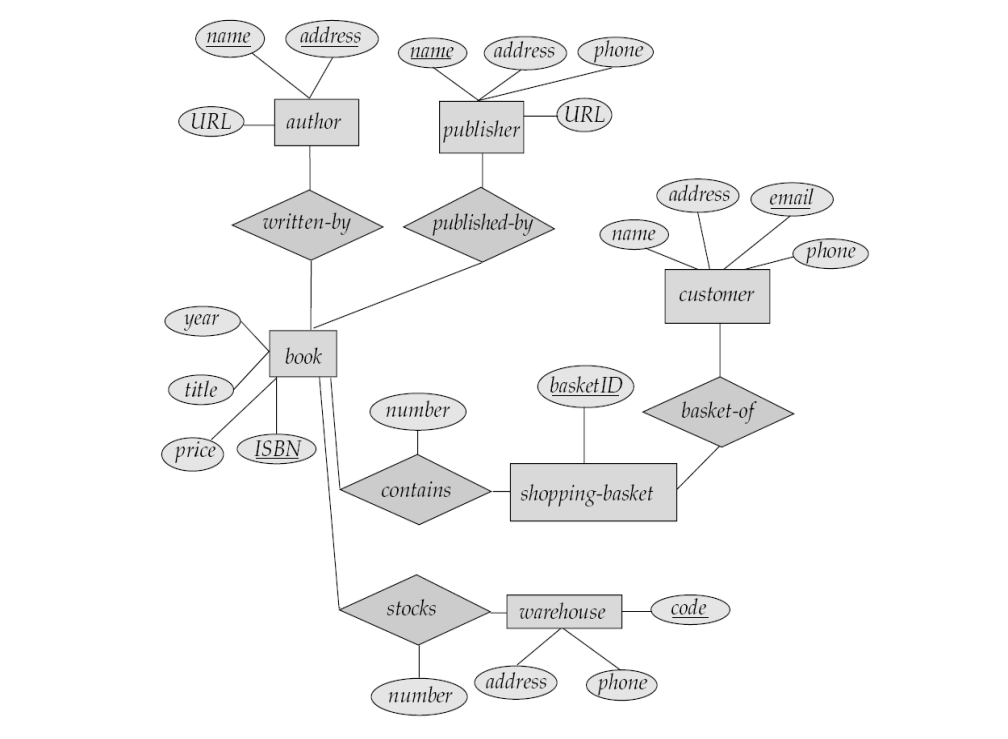 name
address
name
address
phone
URL
author
publisher
URL
written-by
published-by
address
email
name
phone
customer
year
book
title
basketID
number
basket-of
price
ISBN
contains
shopping-basket
stocks
warehouse
code
number
address
phone